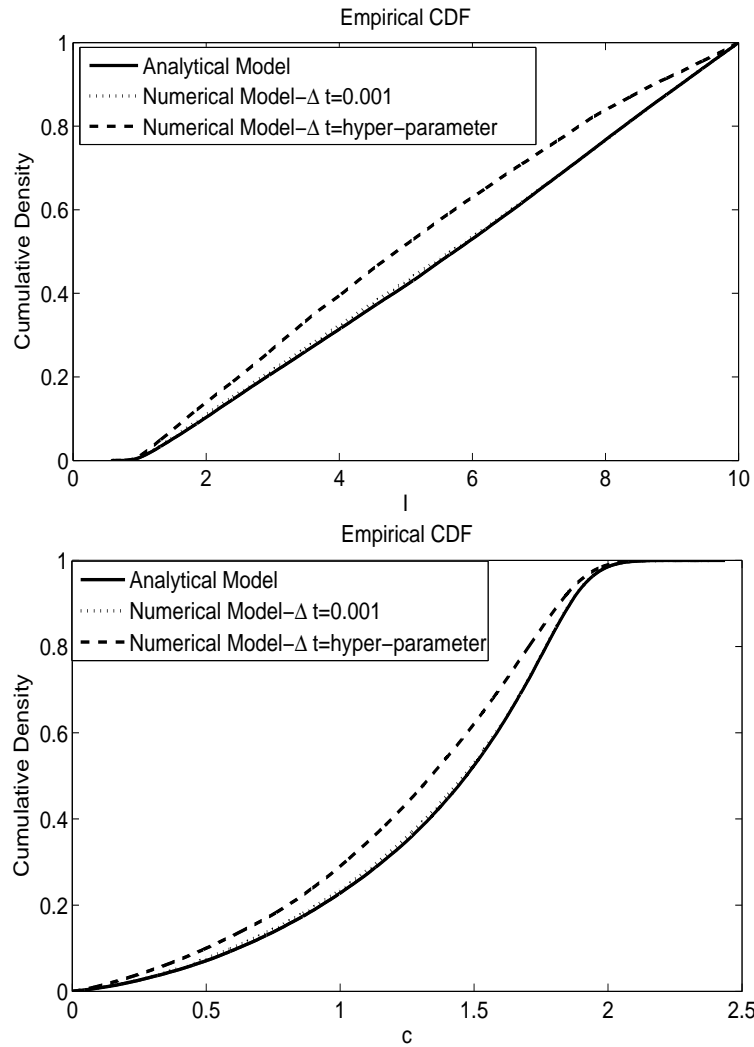 Empirical CDF
1
Analytical Model
Numerical Model−Δ t=0.001
Numerical Model−Δ t=hyper−parameter
0.8
0.6
0.4
0.2
0
Cumulative Density
0 2 4 6 8 10
l
Empirical CDF
1
Analytical Model
Numerical Model−Δ t=0.001
Numerical Model−Δ t=hyper−parameter
0.8
0.6
0.4
0.2
0
Cumulative Density
0 0.5 1 1.5 2 2.5
c